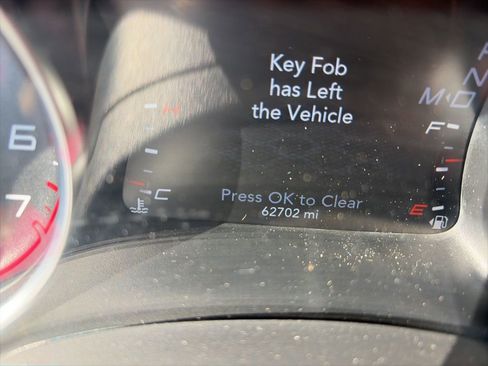 Key Fob
has Left
the Vehicle
Press OK to Clear
62702 mi
6
7
H
C
F
E
N
M D